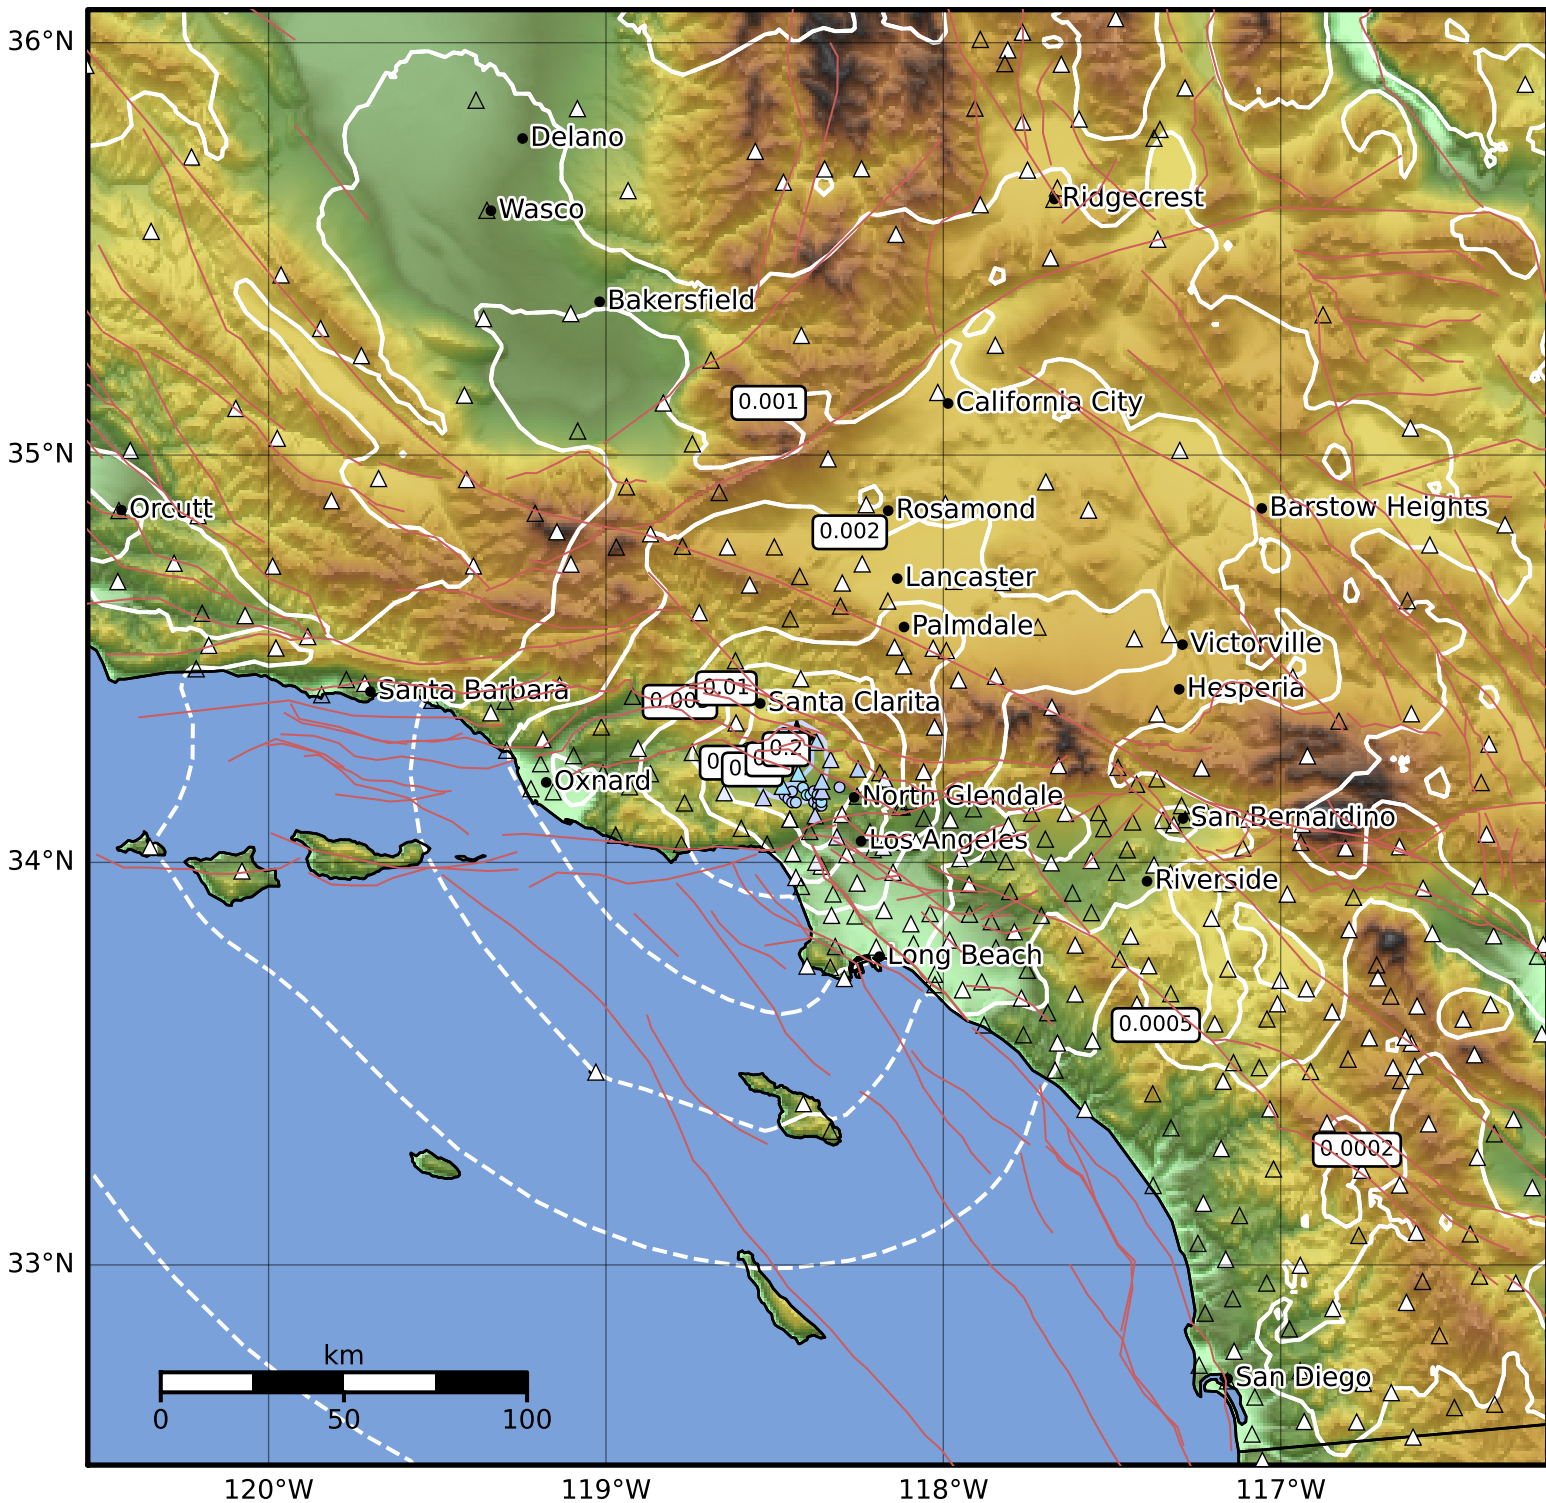 36°N
Delano
Ridgecrest
Wasco
Bakersfield
0.001
California City
35°N
Orcutt
Rosamond
Barstow Heights
0.002
Lancaster
Palmdale
Victorville
Santa Barbara
0.01
Santa Clarita
Hesperia
0.2
Oxnard
North Glendale
San Bernardino
Los Angeles
34°N
Riverside
Long Beach
0.0005
0.0002
33°N
km
0 50 100
San Diego
120°W 119°W 118°W 117°W